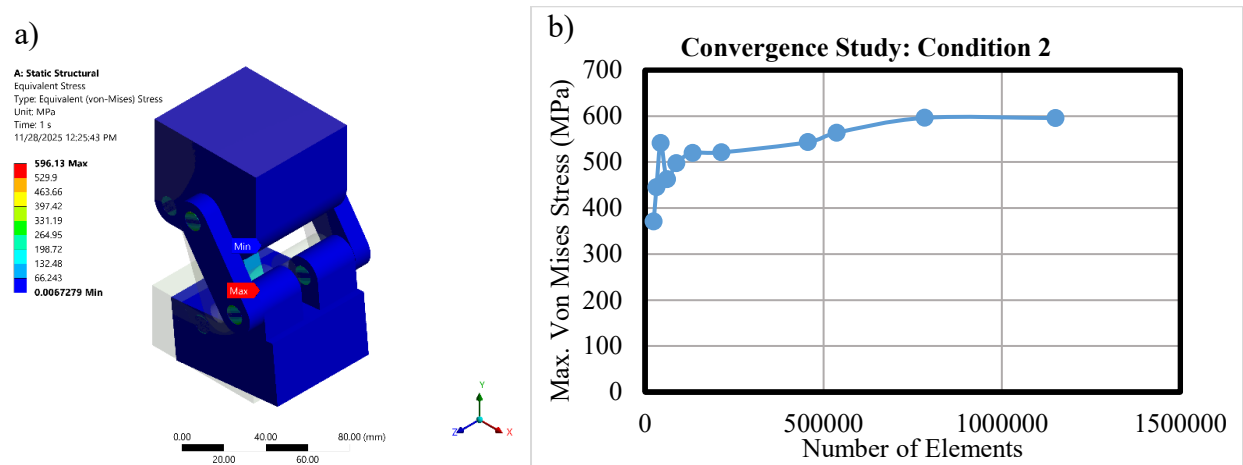 a)
A: Static Structural
Equivalent Stress
Type: Equivalent (von-Mises) Stress
Unit: MPa
Time: 1 s
11/28/2025 12:25:43 PM
596.13 Max
529.9
463.66
397.42
331.19
264.95
198.72
132.48
66.243
0.0067279 Min
Min
Max
0.00 40.00 80.00 (mm)
20.00 60.00
Y
Z X
b)
Convergence Study: Condition 2
Max. Von Mises Stress (MPa)
700
600
500
400
300
200
100
0
0 500000 1000000 1500000
Number of Elements